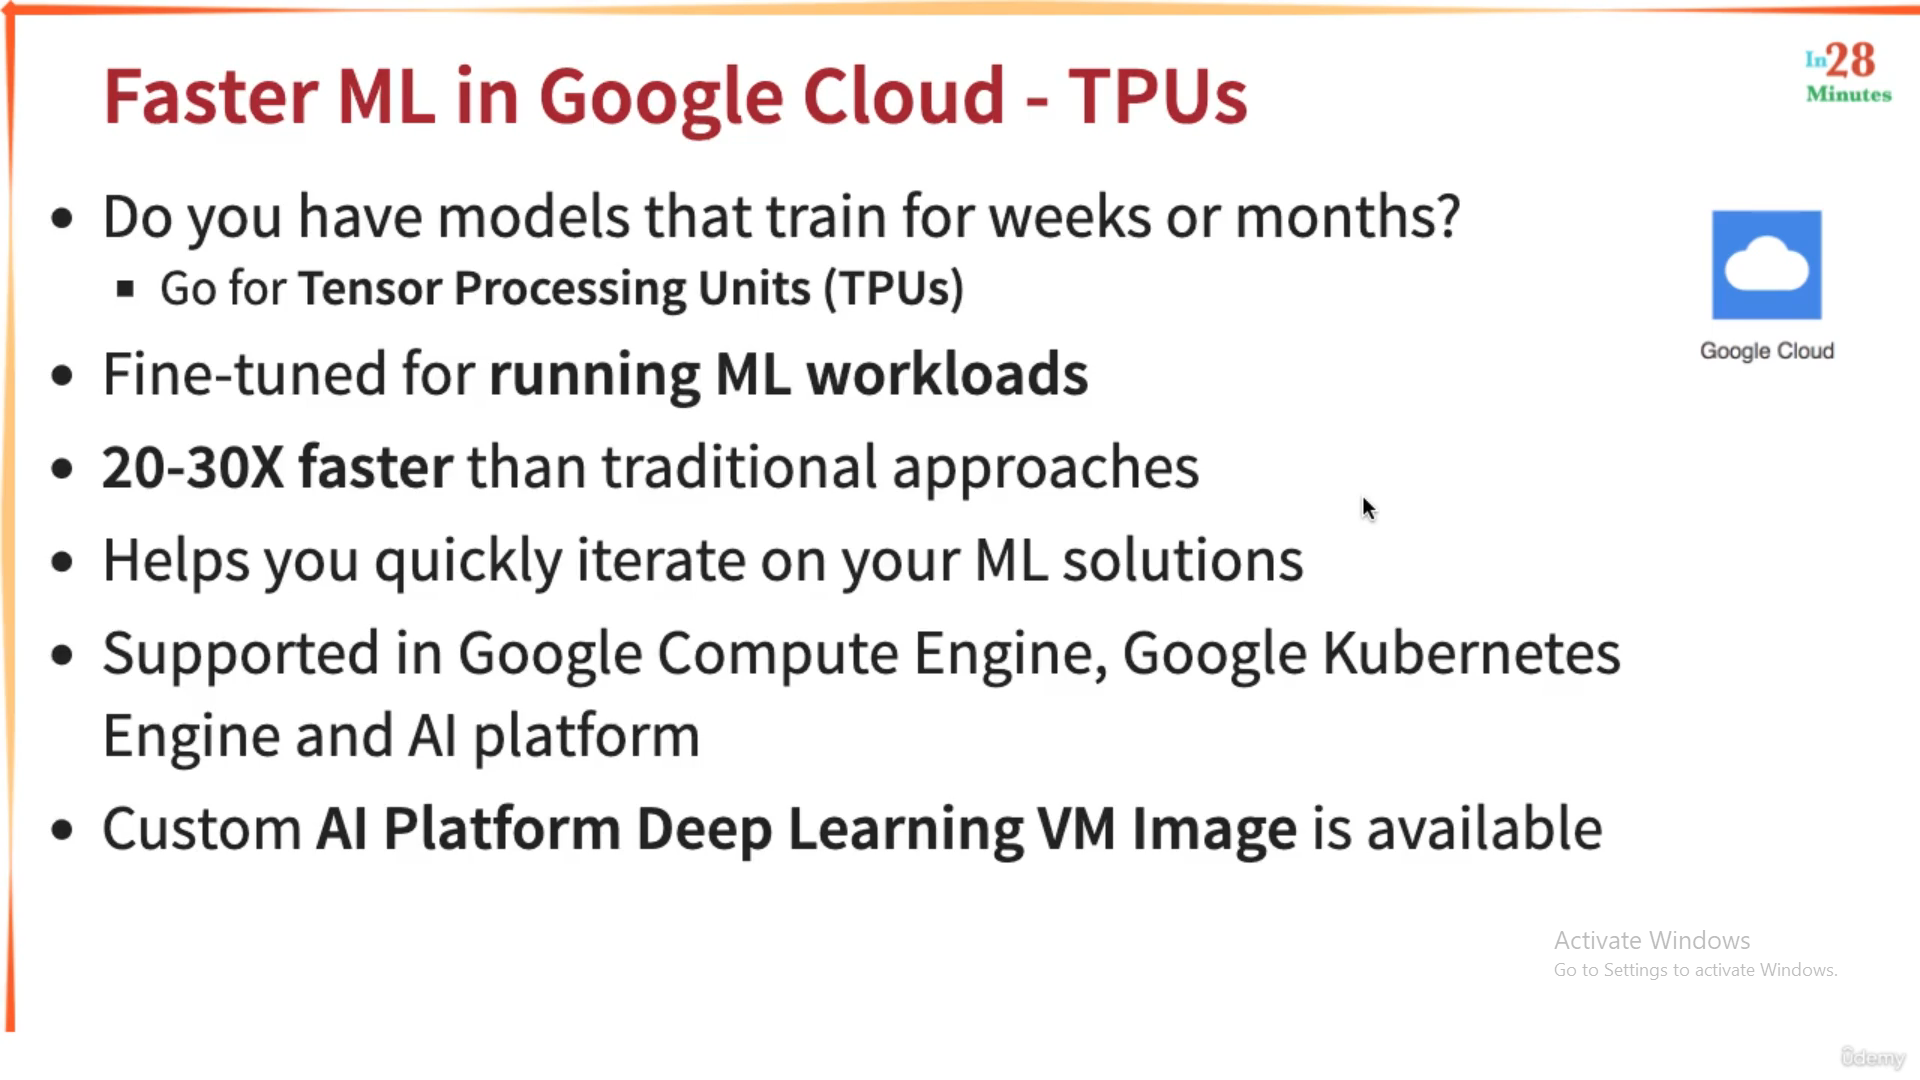 Faster ML in Google Cloud - TPUs
In28
Minutes
• Do you have models that train for weeks or months?
▪ Go for Tensor Processing Units (TPUs)
Google Cloud
• Fine-tuned for running ML workloads
• 20-30X faster than traditional approaches
• Helps you quickly iterate on your ML solutions
• Supported in Google Compute Engine, Google Kubernetes
Engine and AI platform
• Custom AI Platform Deep Learning VM Image is available
Activate Windows
Go to Settings to activate Windows.
ûdemy